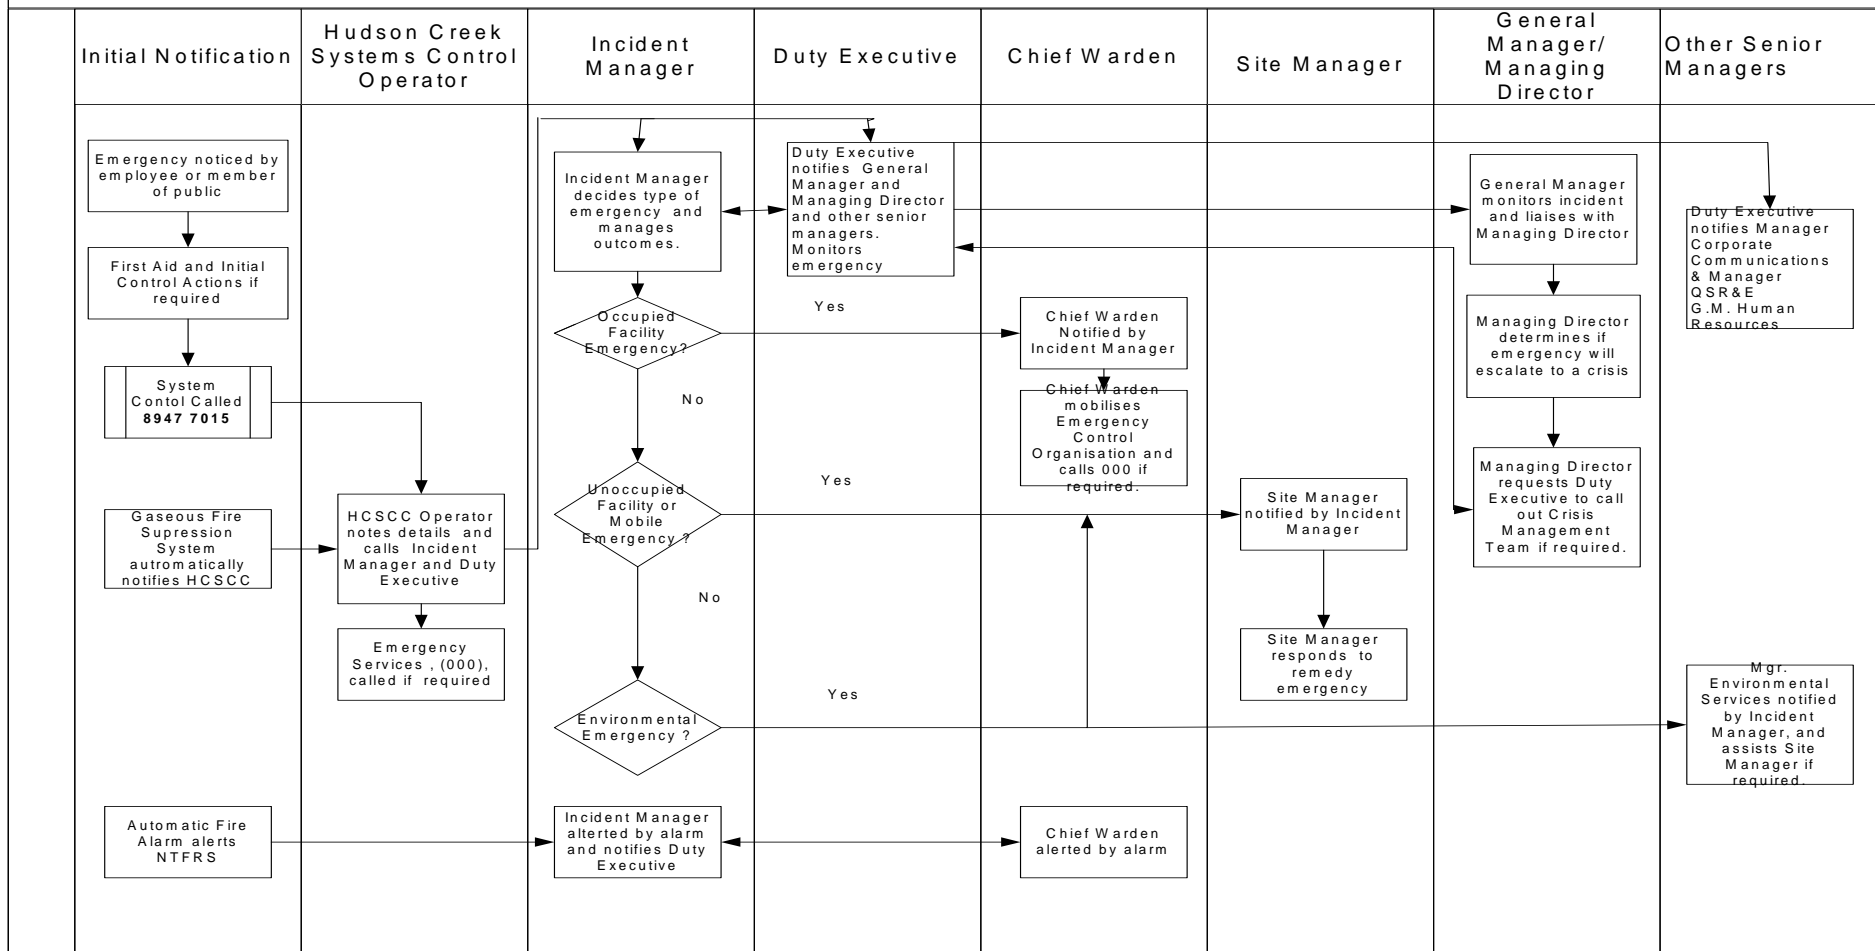 Initial Notification
Hudson Creek
Systems Control
Operator
Incident
Manager
Duty Executive
Chief Warden
Site Manager
General
Manager/
Managing
Director
Other Senior
Managers
Emergency noticed by
employee or member
of public
First Aid and Initial
Control Actions if
required
System
Contol Called
8947 7015
Gaseous Fire
Supression
System
autromatically
notifies HCSCC
Automatic Fire
Alarm alerts
NTFRS
HCSCC Operator
notes details and
calls Incident
Manager and Duty
Executive
Emergency
Services , (000),
called if required
Incident Manager
decides type of
emergency and
manages
outcomes.
Occupied
Facility
Emergency?
No
Unoccupied
Facility or
Mobile
Emergency ?
No
Environmental
Emergency ?
Incident Manager
alterted by alarm
and notifies Duty
Executive
Duty Executive
notifies General
Manager and
Managing Director
and other senior
managers.
Monitors
emergency
Yes
Yes
Yes
Chief Warden
Notified by
Incident Manager
Chief Warden
mobilises
Emergency
Control
Organisation and
calls 000 if
required.
Chief Warden
alerted by alarm
Site Manager
notified by Incident
Manager
Site Manager
responds to
remedy
emergency
General Manager
monitors incident
and liaises with
Managing Director
Managing Director
determines if
emergency will
escalate to a crisis
Managing Director
requests Duty
Executive to call
out Crisis
Management
Team if required.
Duty Executive
notifies Manager
Corporate
Communications
& Manager
QSR&E
G.M. Human
Resources
Mgr.
Environmental
Services notified
by Incident
Manager, and
assists Site
Manager if
required.